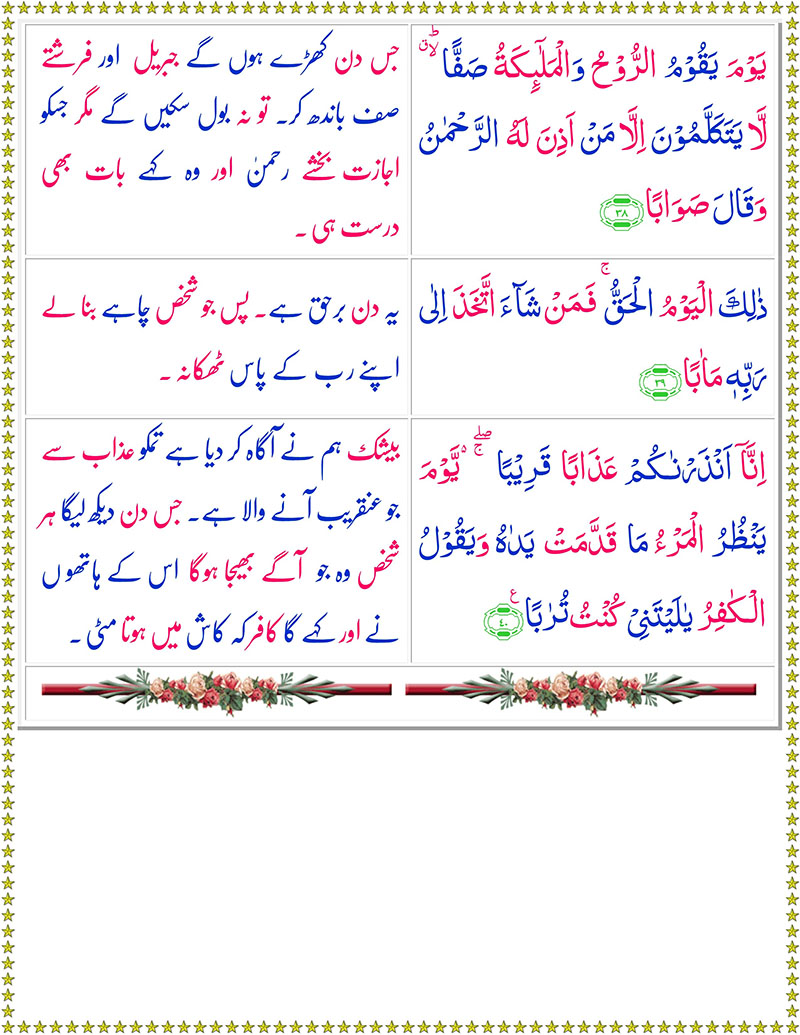 یَوْمَ یَقُوْمُ الرُّوْحُ وَالْمَلٰٓئِكَةُ صَفًّا ۙۗؕ
لَّا یَتَكَلَّمُوْنَ اِلَّا مَنْ اَذِنَ لَهُ الرَّحْمٰنُ
وَقَالَ صَوَابًا ۳۸
جس دن کھڑے ہوں گے جبریل اور فرشتے
صف باندھ کر۔ تو نہ بول سکیں گے مگر جسکو
اجازت بخشے رحمنٰ اور وہ کہے بات بھی
درست ہی ۔
ذٰلِكَ الْیَوْمُ الْحَقُّ ۚ فَمَنْ شَآءَ اتَّخَذَ اِلٰی
رَبِّهٖ مَاٰبًا ۳۹
یہ دن برحق ہے۔ پس جو شخص چاہے بنا لے
اپنے رب کے پاس ٹھکانہ ۔
اِنَّاۤ اَنْذَرْنٰكُمْ عَذَابًا قَرِیْبًا ۖۚ۬ یَّوْمَ
یَنْظُرُ الْمَرْءُ مَا قَدَّمَتْ یَدٰهُ وَیَقُوْلُ
الْكٰفِرُ یٰلَیْتَنِیْ كُنْتُ تُرٰبًا ۴۰ ع
بیشک ہم نے آگاہ کر دیا ہے تمکو عذاب سے
جو عنقریب آنے والا ہے۔ جس دن دیکھ لیگا ہر
شخص وہ جو آگے بھیجا ہوگا اس کے ہاتھوں
نے اور کہے گا کافرکہ کاش میں ہوتا مٹی ۔